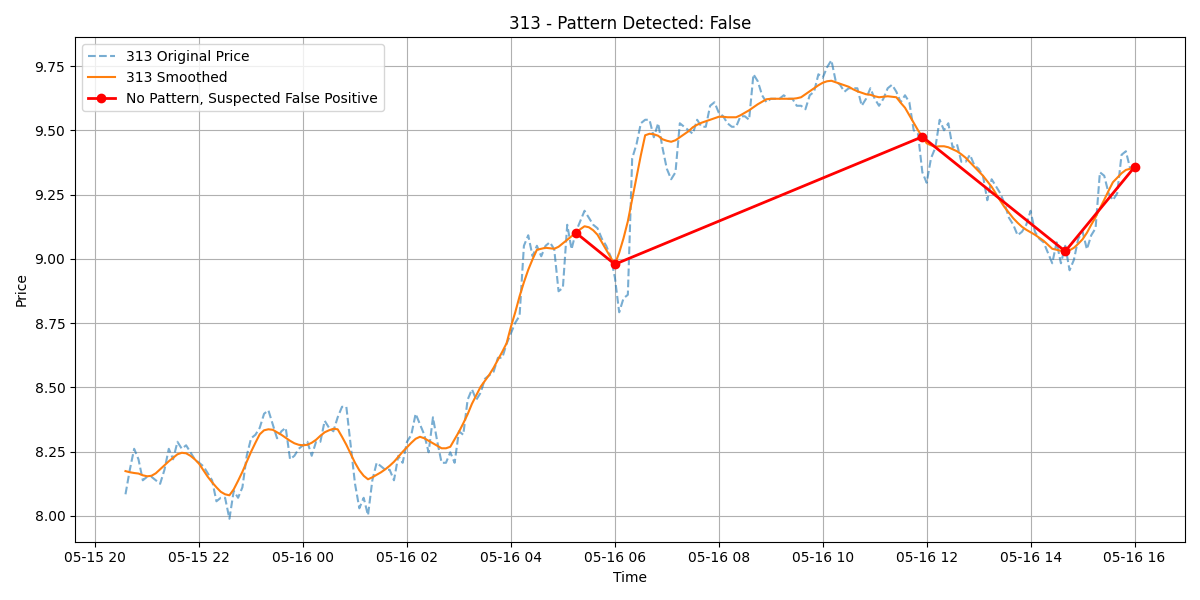 313 - Pattern Detected: False
313 Original Price
313 Smoothed
No Pattern, Suspected False Positive
Price
9.75
9.50
9.25
9.00
8.75
8.50
8.25
8.00
05-15 20 05-15 22 05-16 00 05-16 02 05-16 04 05-16 06 05-16 08 05-16 10 05-16 12 05-16 14 05-16 16
Time